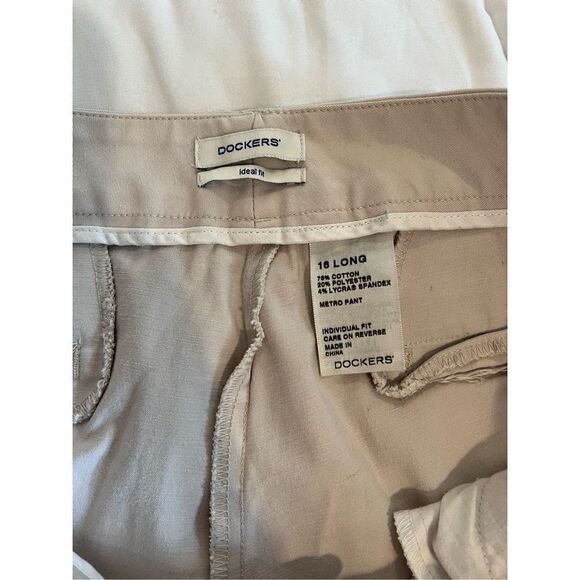 DOCKERS®
ideal fit
16 LONG
76% COTTON
20% POLYESTER
4% LYCRA® SPANDEX
METRO PANT
INDIVIDUAL FIT
CARE ON REVERSE
MADE IN
CHINA
DOCKERS®